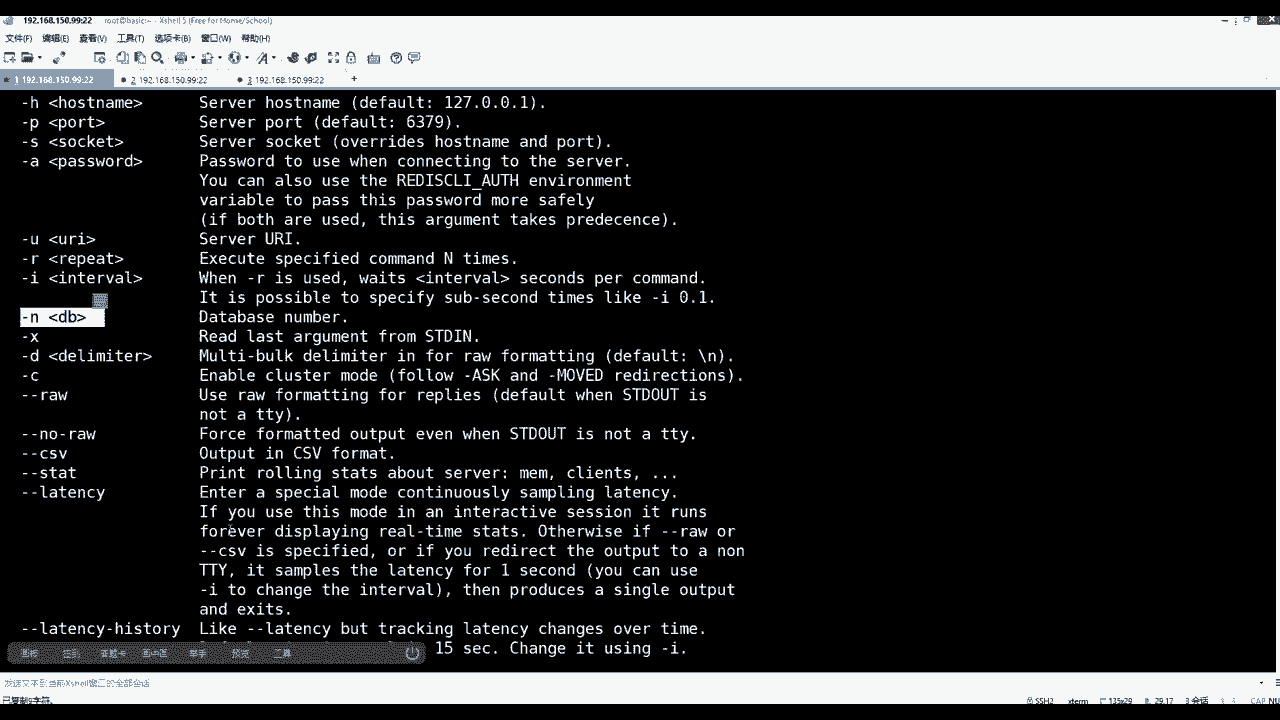 192.168.150.99:22 root@basic:~ - Xshell 5 (Free for Home/School)
文件(F) 编辑(E) 查看(V) 工具(T) 选项卡(B) 窗口(W) 帮助(H)
1 192.168.150.99:22 2 192.168.150.99:22 3 192.168.150.99:22 +
-h <hostname> Server hostname (default: 127.0.0.1).
-p <port> Server port (default: 6379).
-s <socket> Server socket (overrides hostname and port).
-a <password> Password to use when connecting to the server.
You can also use the REDISCLI_AUTH environment
variable to pass this password more safely
(if both are used, this argument takes predecence).
-u <uri> Server URI.
-r <repeat> Execute specified command N times.
-i <interval> When -r is used, waits <interval> seconds per command.
It is possible to specify sub-second times like -i 0.1.
-n <db> Database number.
-x Read last argument from STDIN.
-d <delimiter> Multi-bulk delimiter in for raw formatting (default: \n).
-c Enable cluster mode (follow -ASK and -MOVED redirections).
--raw Use raw formatting for replies (default when STDOUT is
not a tty).
--no-raw Force formatted output even when STDOUT is not a tty.
--csv Output in CSV format.
--stat Print rolling stats about server: mem, clients, ...
--latency Enter a special mode continuously sampling latency.
If you use this mode in an interactive session it runs
forever displaying real-time stats. Otherwise if --raw or
--csv is specified, or if you redirect the output to a non
TTY, it samples the latency for 1 second (you can use
-i to change the interval), then produces a single output
and exits.
--latency-history Like --latency but tracking latency changes over time.
15 sec. Change it using -i.
发送文本到当前Xshell窗口的全部会话
已复制9字符。 SSH2 xterm 135x29 29,17 3 会话 CAP NU